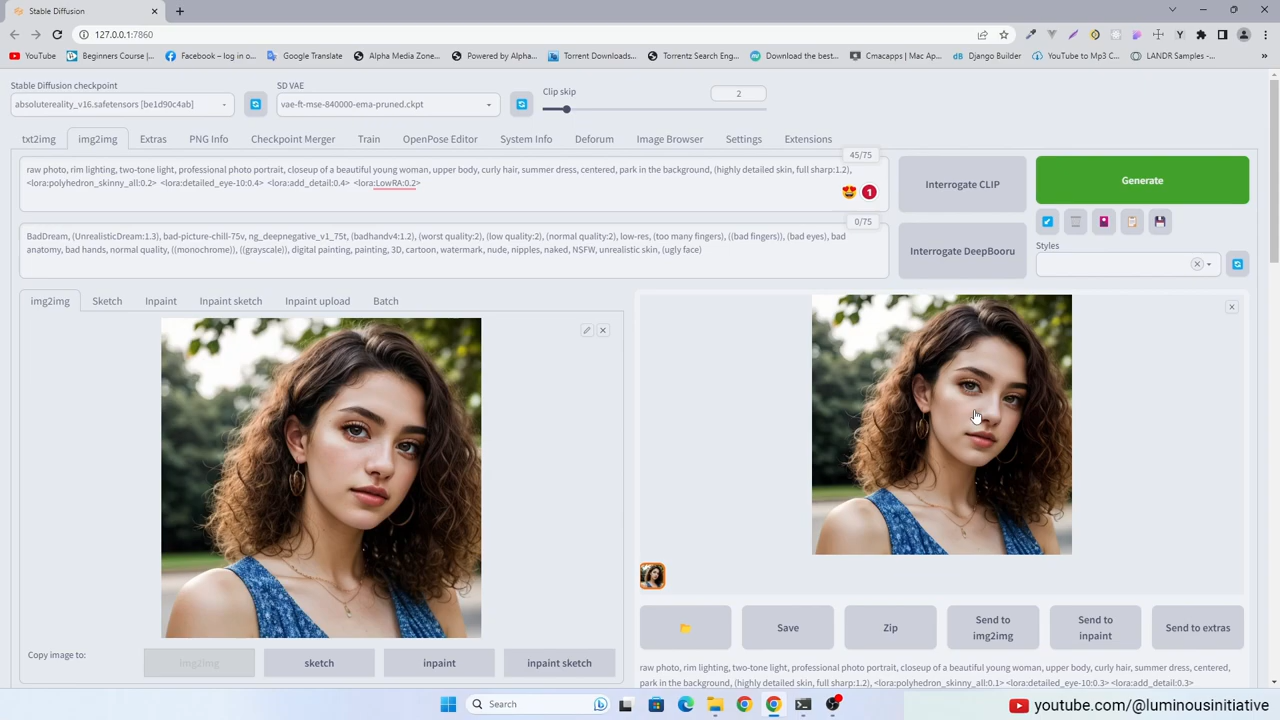 Stable Diffusion
127.0.0.1:7860
YouTube Beginners Course |... Facebook – log in o... Google Translate Alpha Media Zone... Powered by Alpha... Torrent Downloads... Torrentz Search Eng... Download the best... Cmacapps | Mac Ap... Django Builder YouTube to Mp3 C... LANDR Samples -...
Stable Diffusion checkpoint
absolutereality_v16.safetensors [be1d90c4ab]
SD VAE
vae-ft-mse-840000-ema-pruned.ckpt
Clip skip
2
txt2img img2img Extras PNG Info Checkpoint Merger Train OpenPose Editor System Info Deforum Image Browser Settings Extensions
45/75
raw photo, rim lighting, two-tone light, professional photo portrait, closeup of a beautiful young woman, upper body, curly hair, summer dress, centered, park in the background, (highly detailed skin, full sharp:1.2),
<lora:polyhedron_skinny_all:0.2> <lora:detailed_eye-10:0.4> <lora:add_detail:0.4> <lora:LowRA:0.2>
1
0/75
BadDream, (UnrealisticDream:1.3), bad-picture-chill-75v, ng_deepnegative_v1_75t, (badhandv4:1.2), (worst quality:2), (low quality:2), (normal quality:2), low-res, (too many fingers), ((bad fingers)), (bad eyes), bad
anatomy, bad hands, normal quality, ((monochrome)), ((grayscale)), digital painting, painting, 3D, cartoon, watermark, nude, nipples, naked, NSFW, unrealistic skin, (ugly face)
Interrogate CLIP
Interrogate DeepBooru
Generate
Styles
img2img Sketch Inpaint Inpaint sketch Inpaint upload Batch
Copy image to:
img2img sketch inpaint inpaint sketch
Save
Zip
Send to
img2img
Send to
inpaint
Send to extras
raw photo, rim lighting, two-tone light, professional photo portrait, closeup of a beautiful young woman, upper body, curly hair, summer dress, centered,
park in the background, (highly detailed skin, full sharp:1.2), <lora:polyhedron_skinny_all:0.1> <lora:detailed_eye-10:0.3> <lora:add_detail:0.3>
Search
youtube.com/@luminousinitiative